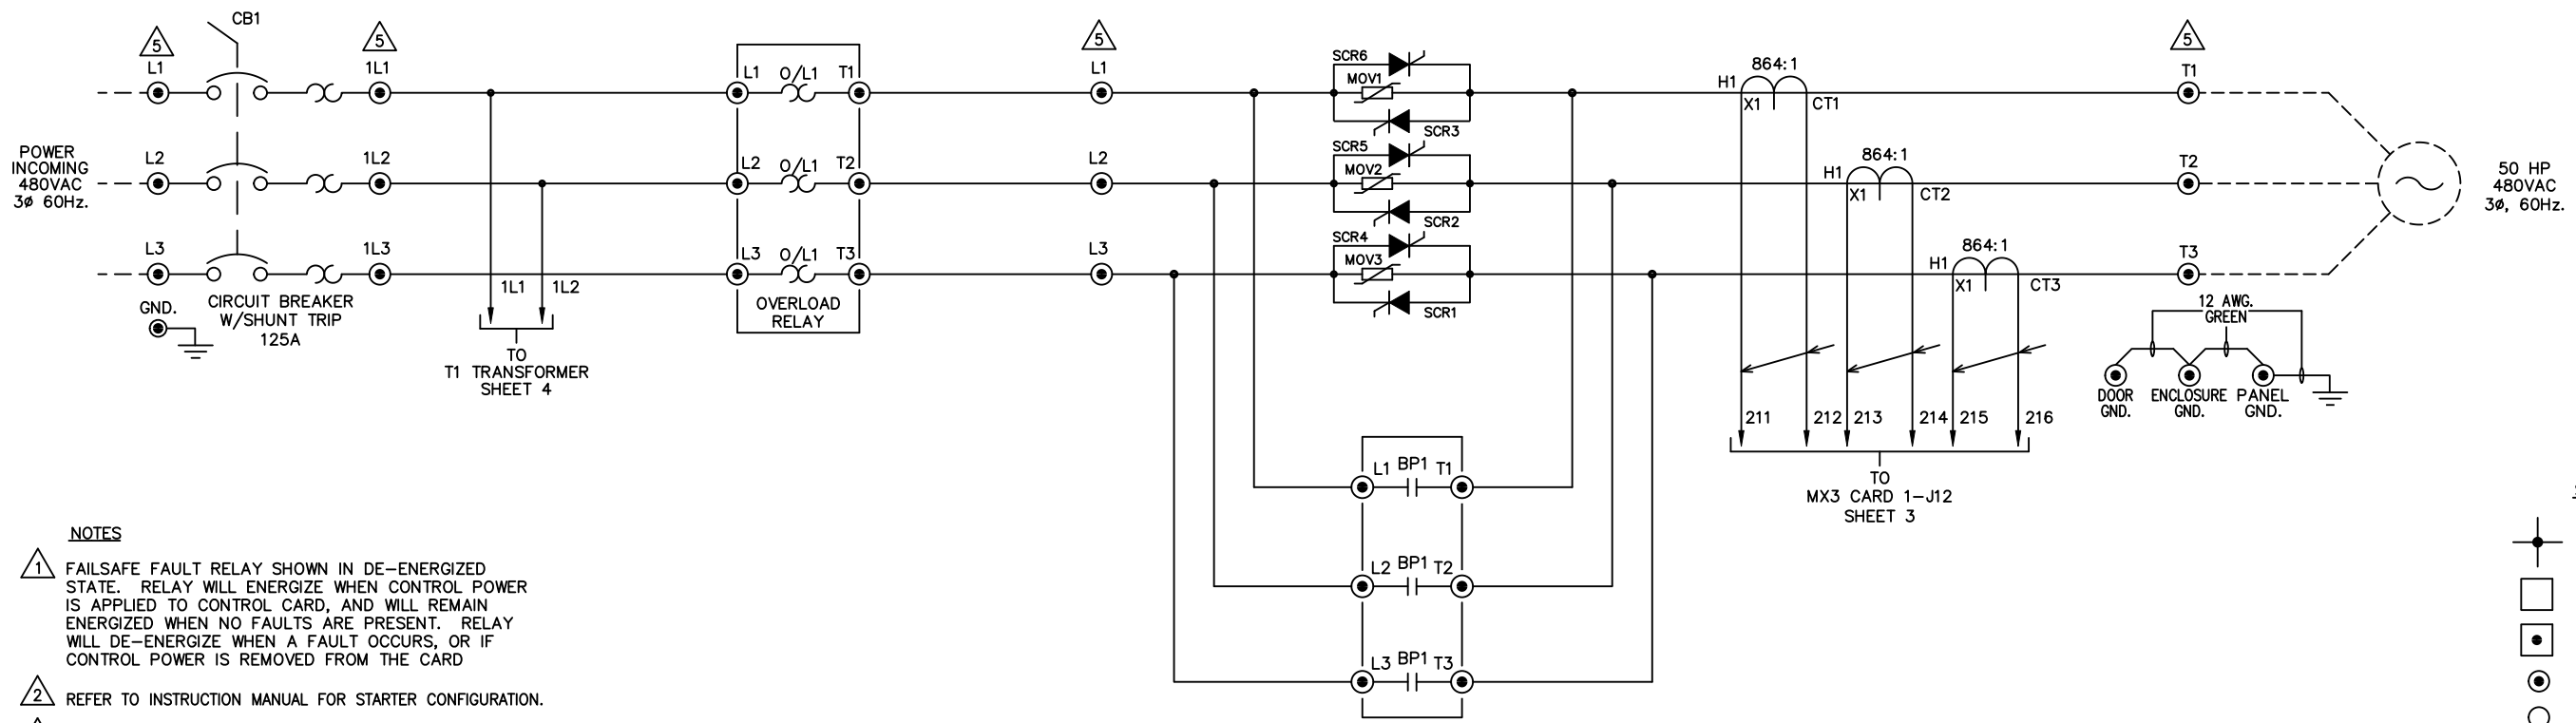 CB1
5
5
5
5
L1
1L1
L1
O/L1
T1
L1
SCR6
MOV1
SCR3
H1
864:1
X1
CT1
T1
POWER
INCOMING
480VAC
3Ø 60Hz.
L2
1L2
L2
O/L1
T2
L2
SCR5
MOV2
SCR2
H1
864:1
X1
CT2
T2
50 HP
480VAC
3Ø, 60Hz.
L3
1L3
L3
O/L1
T3
L3
SCR4
MOV3
SCR1
H1
864:1
X1
CT3
T3
GND.
CIRCUIT BREAKER
W/SHUNT TRIP
125A
1L1
1L2
TO
T1 TRANSFORMER
SHEET 4
OVERLOAD
RELAY
12 AWG.
GREEN
DOOR
GND.
ENCLOSURE
GND.
PANEL
GND.
211
212
213
214
215
216
TO
MX3 CARD 1-J12
SHEET 3
L1
BP1
T1
L2
BP1
T2
L3
BP1
T3
NOTES
1
FAILSAFE FAULT RELAY SHOWN IN DE-ENERGIZED
STATE. RELAY WILL ENERGIZE WHEN CONTROL POWER
IS APPLIED TO CONTROL CARD, AND WILL REMAIN
ENERGIZED WHEN NO FAULTS ARE PRESENT. RELAY
WILL DE-ENERGIZE WHEN A FAULT OCCURS, OR IF
CONTROL POWER IS REMOVED FROM THE CARD
2
REFER TO INSTRUCTION MANUAL FOR STARTER CONFIGURATION.